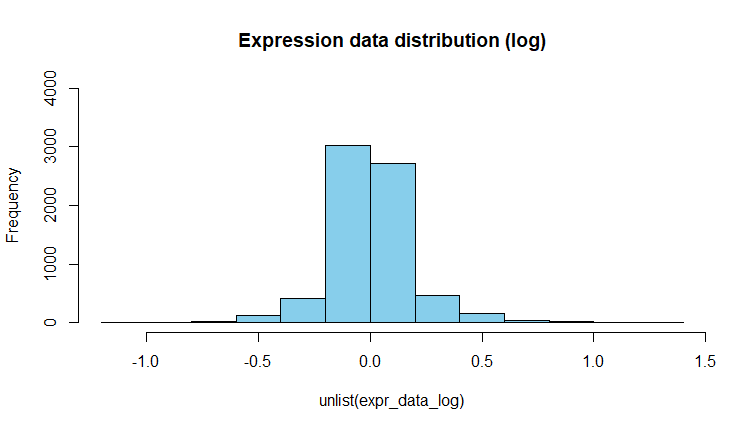 Expression data distribution (log)
Frequency
4000
3000
2000
1000
0
-1.0 -0.5 0.0 0.5 1.0 1.5
unlist(expr_data_log)